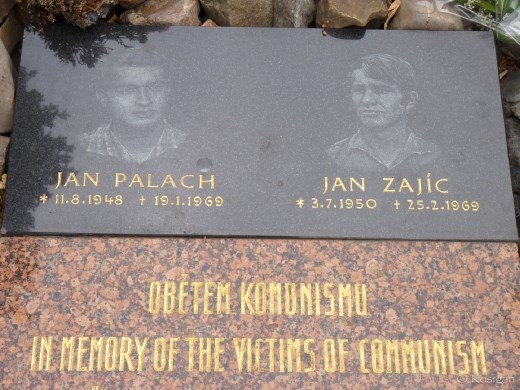 JAN PALACH
* 11.8.1948 † 19.1.1969
JAN ZAJÍC
* 3.7.1950 † 25.2.1969
OBĚTEM KOMUNISMU
IN MEMORY OF THE VICTIMS OF COMMUNISM